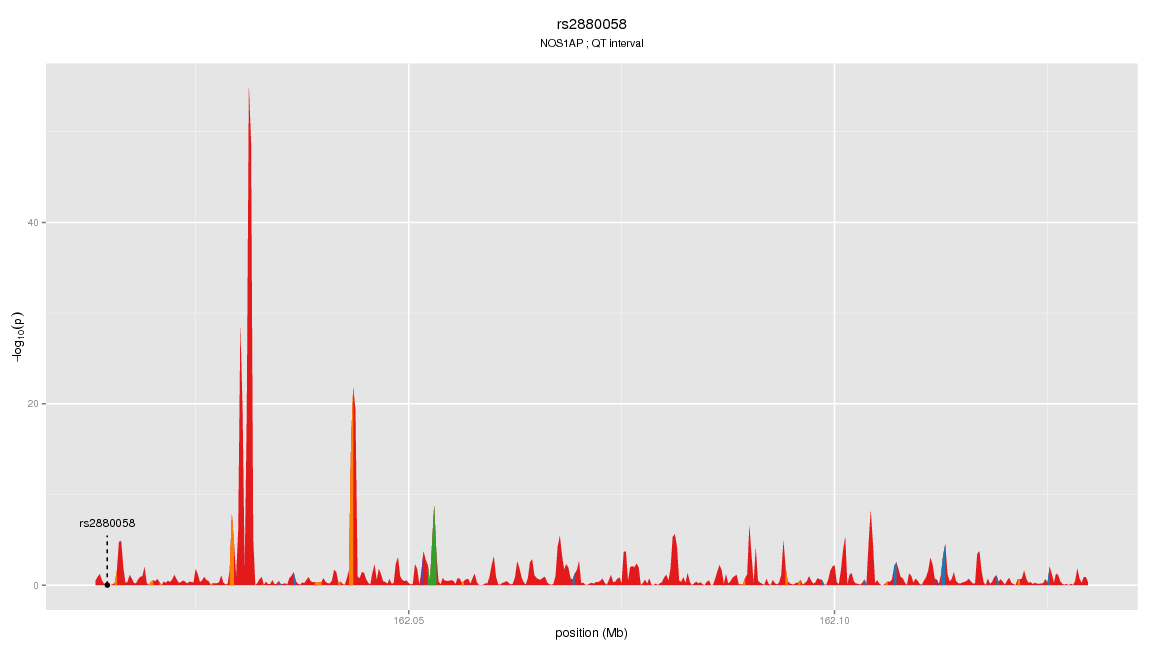 rs2880058
NOS1AP ; QT interval
−log10(p)
40
20
0
rs2880058
162.05
162.10
position (Mb)